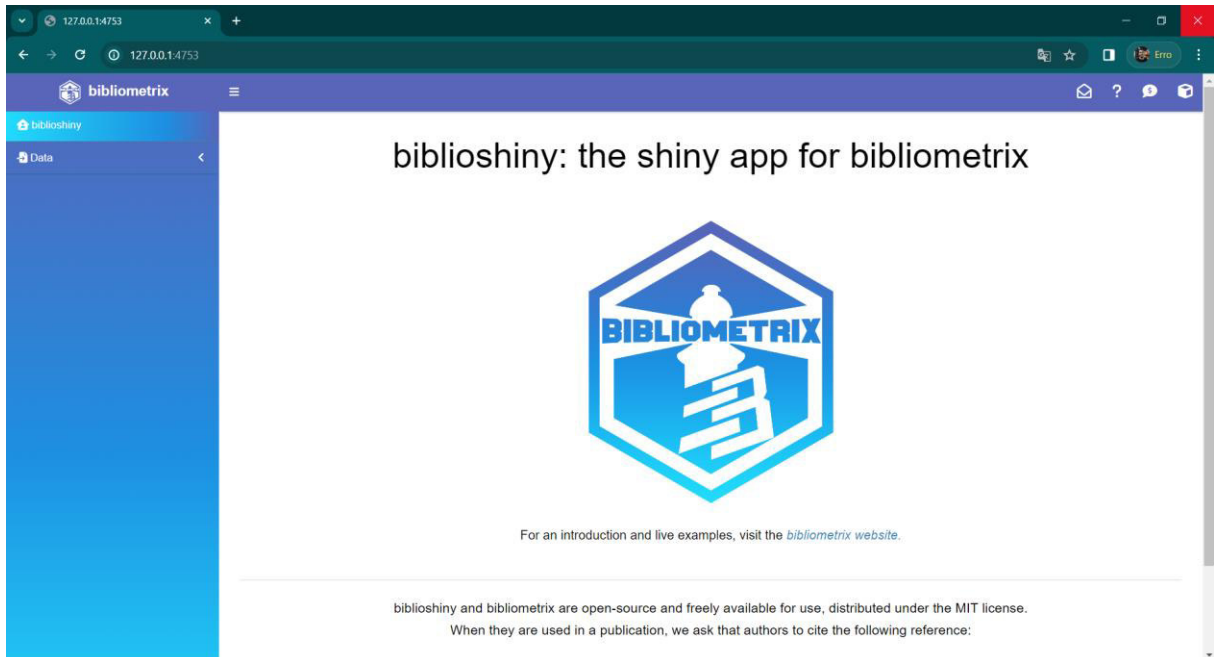 127.0.0.1:4753
127.0.0.1:4753
Erro
bibliometrix
?
biblioshiny
Data
biblioshiny: the shiny app for bibliometrix
BIBLIOMETRIX
For an introduction and live examples, visit the bibliometrix website.
biblioshiny and bibliometrix are open-source and freely available for use, distributed under the MIT license.
When they are used in a publication, we ask that authors to cite the following reference: